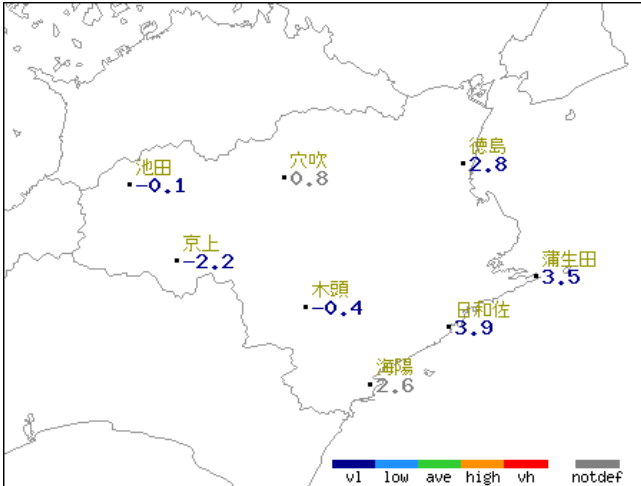 徳島
2.8
穴吹
0.8
池田
-0.1
京上
-2.2
蒲生田
3.5
木頭
-0.4
日和佐
3.9
海陽
2.6
vl low ave high vh notdef